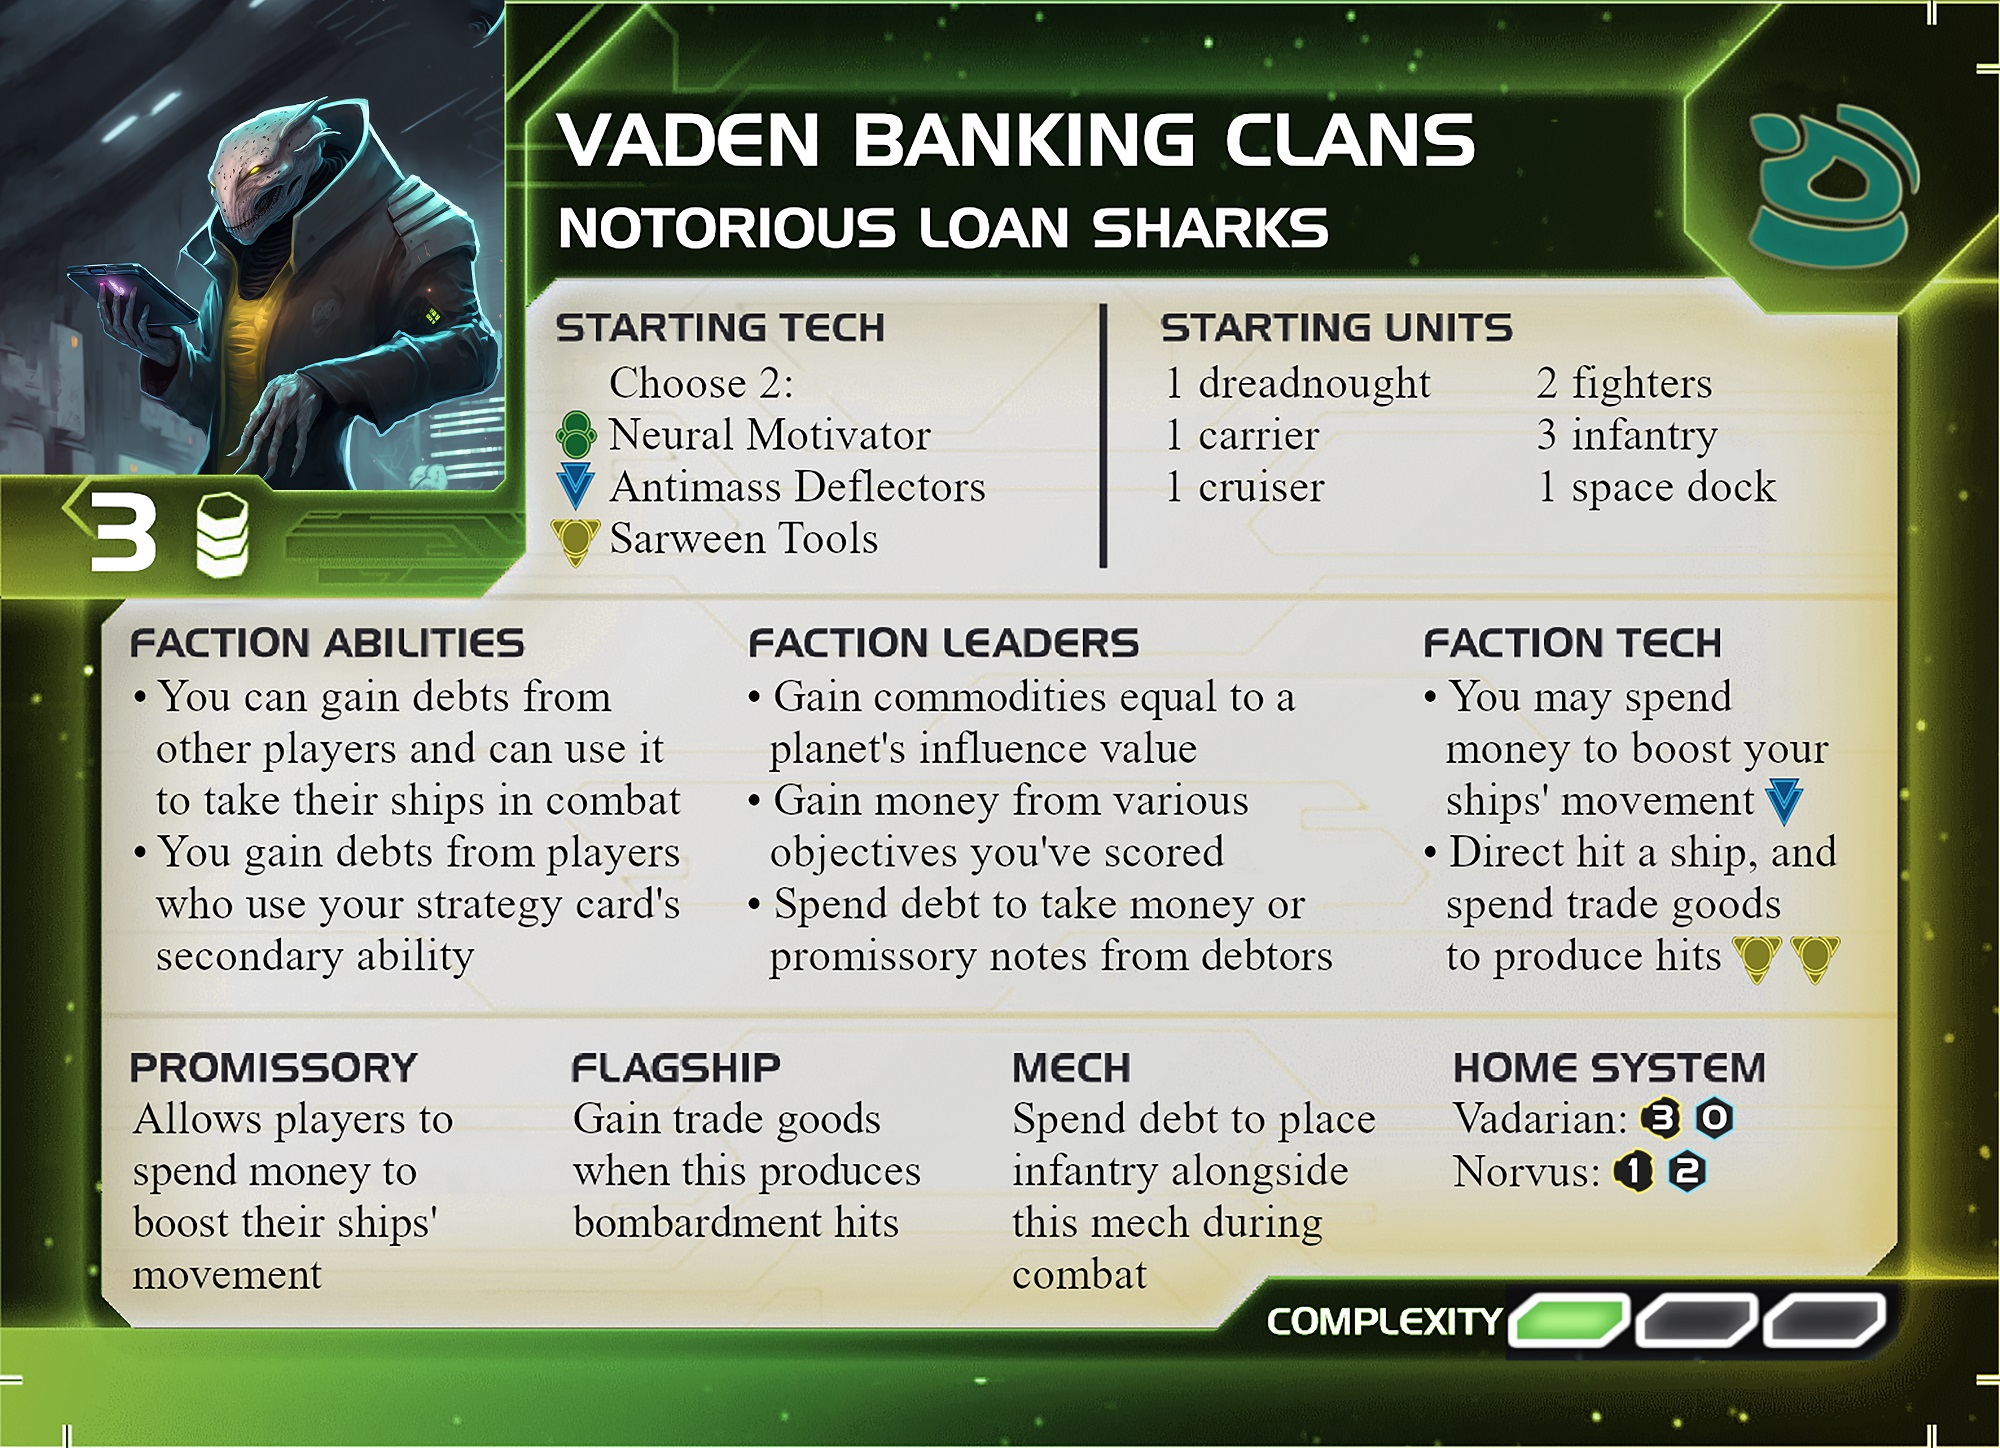 VADEN BANKING CLANS
NOTORIOUS LOAN SHARKS
3
STARTING TECH
Choose 2:
Neural Motivator
Antimass Deflectors
Sarween Tools
STARTING UNITS
1 dreadnought
1 carrier
1 cruiser
2 fighters
3 infantry
1 space dock
FACTION ABILITIES
• You can gain debts from
other players and can use it
to take their ships in combat
• You gain debts from players
who use your strategy card's
secondary ability
FACTION LEADERS
• Gain commodities equal to a
planet's influence value
• Gain money from various
objectives you've scored
• Spend debt to take money or
promissory notes from debtors
FACTION TECH
• You may spend
money to boost your
ships' movement
• Direct hit a ship, and
spend trade goods
to produce hits
PROMISSORY
Allows players to
spend money to
boost their ships'
movement
FLAGSHIP
Gain trade goods
when this produces
bombardment hits
MECH
Spend debt to place
infantry alongside
this mech during
combat
HOME SYSTEM
Vadarian: 3 0
Norvus: 1 2
COMPLEXITY